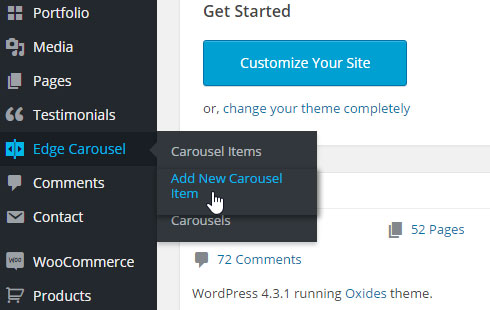 Portfolio
Media
Pages
Testimonials
Edge Carousel
Comments
Contact
WOO
WooCommerce
Products
Carousel Items
Add New Carousel
Item
Carousels
Get Started
Customize Your Site
or, change your theme completely
52 Pages
72 Comments
WordPress 4.3.1 running Oxides theme.